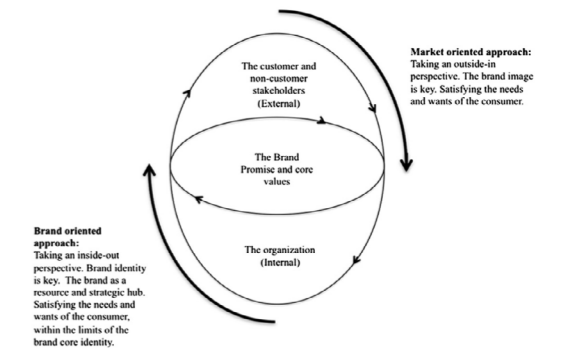 The customer and
non-customer
stakeholders
(External)
Market oriented approach:
Taking an outside-in
perspective. The brand image
is key. Satisfying the needs
and wants of the consumer.
The Brand
Promise and core
values
Brand oriented
approach:
Taking an inside-out
perspective. Brand identity
is key.  The brand as a
resource and strategic hub.
Satisfying the needs and
wants of the consumer,
within the limits of the
brand core identity.
The organization
(Internal)